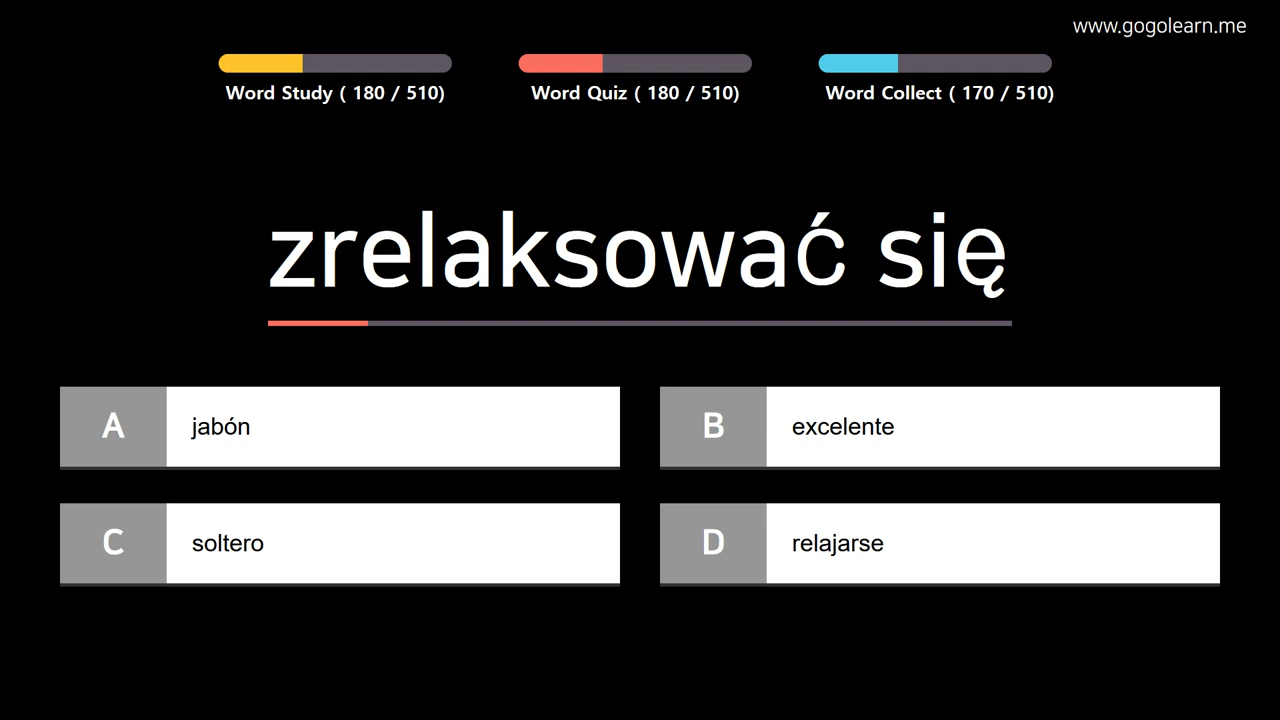 www.gogolearn.me
Word Study ( 180 / 510)
Word Quiz ( 180 / 510)
Word Collect ( 170 / 510)
zrelaksować się
A jabón
B excelente
C soltero
D relajarse